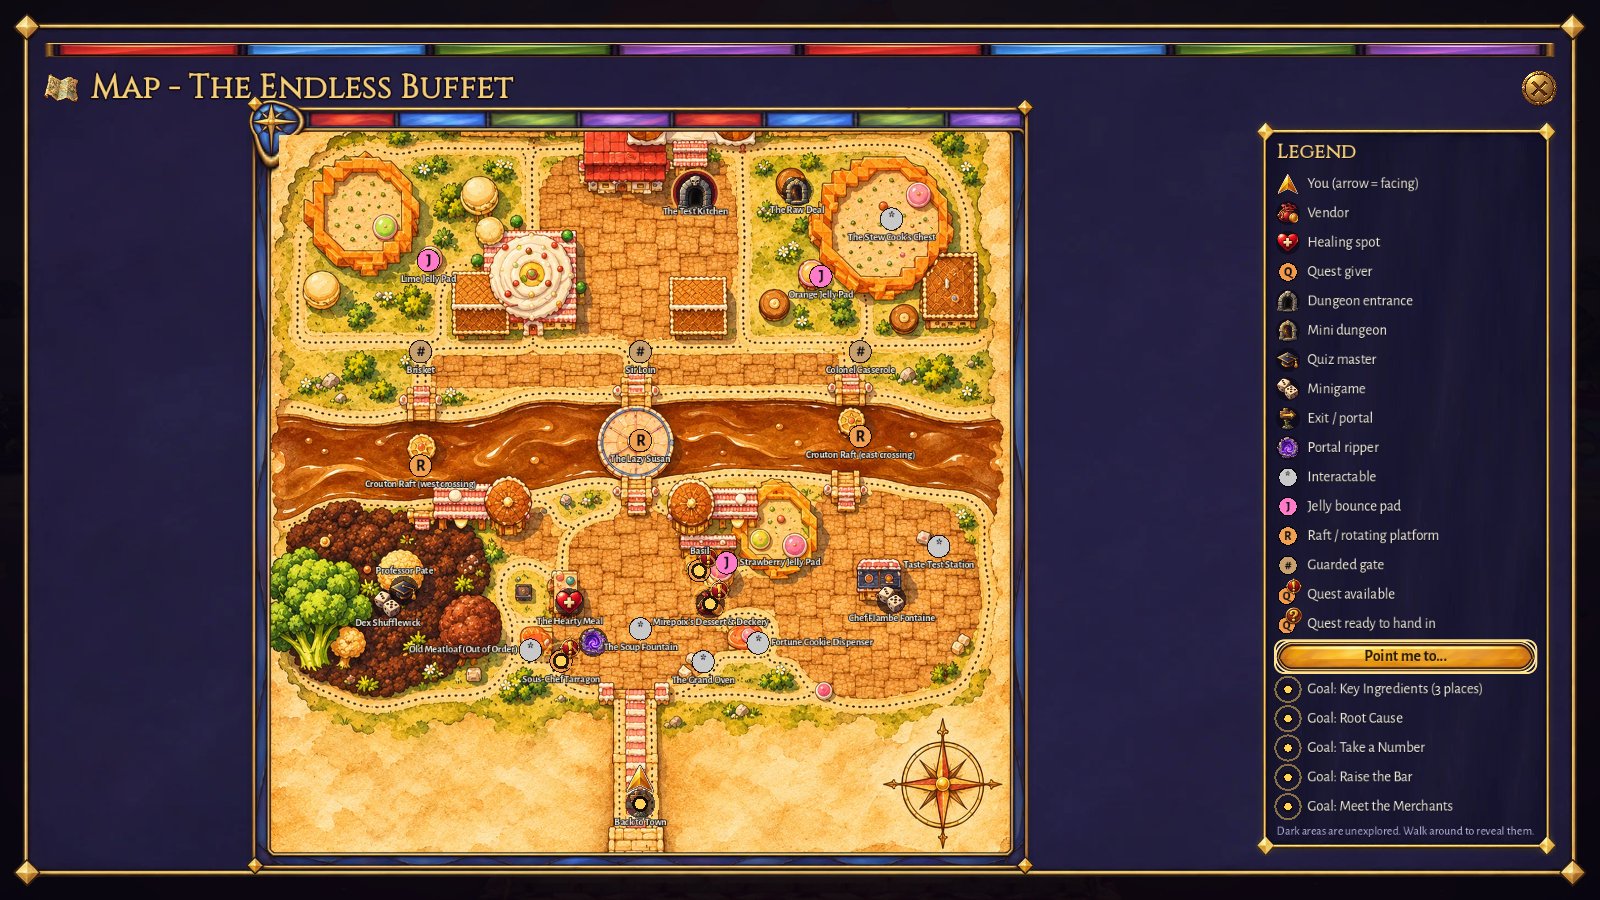 Map - The Endless Buffet
The Test Kitchen
The Raw Deal
The Stew Cook's Chest
Lime Jelly Pad
Orange Jelly Pad
#
Brisket
#
Sir Loin
#
Colonel Casserole
R
The Lazy Susan
R
Crouton Raft (east crossing)
R
Crouton Raft (west crossing)
J
J
Basil
J
Strawberry Jelly Pad
Taste Test Station
Professor Pate
Dex Shufflewick
The Hearty Meal
Mirepoix's Dessert & Deckery
Chef Flambe Fontaine
Old Meatloaf (Out of Order)
The Soup Fountain
Fortune Cookie Dispenser
Sous-Chef Tarragon
The Grand Oven
Back to Town
Legend
You (arrow = facing)
Vendor
Healing spot
Q
Quest giver
Dungeon entrance
Mini dungeon
Quiz master
Minigame
Exit / portal
Portal ripper
* Interactable
J Jelly bounce pad
R Raft / rotating platform
# Guarded gate
Q ! Quest available
Q ? Quest ready to hand in
Point me to...
Goal: Key Ingredients (3 places)
Goal: Root Cause
Goal: Take a Number
Goal: Raise the Bar
Goal: Meet the Merchants
Dark areas are unexplored. Walk around to reveal them.